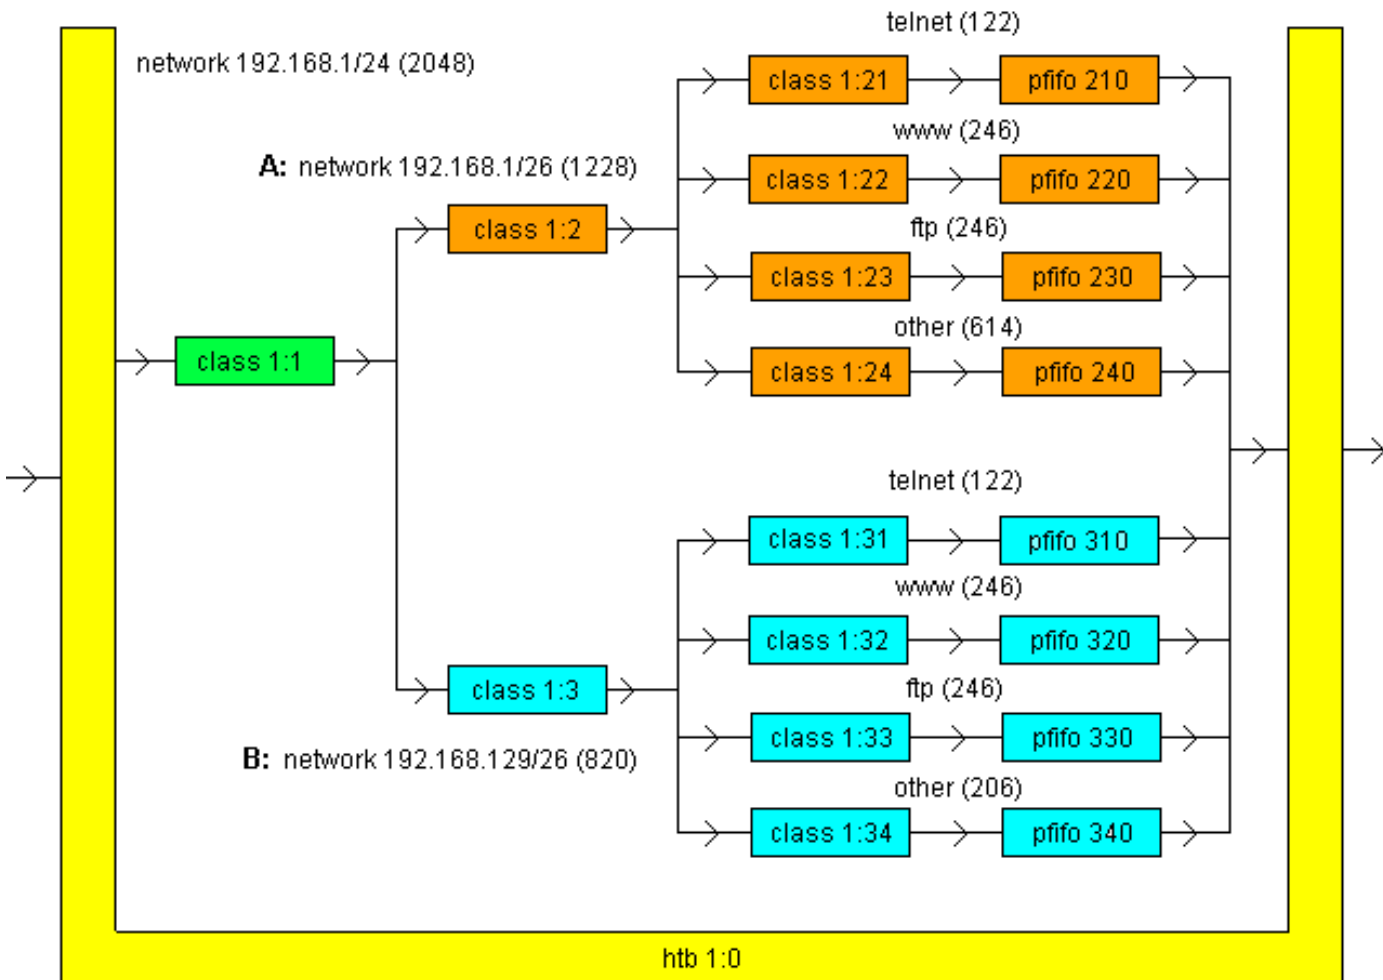 telnet (122)
network 192.168.1/24 (2048)
class 1:21
pfifo 210
www (246)
A: network 192.168.1/26 (1228)
class 1:22
pfifo 220
class 1:2
ftp (246)
class 1:23
pfifo 230
other (614)
class 1:1
class 1:24
pfifo 240
telnet (122)
class 1:31
pfifo 310
www (246)
class 1:32
pfifo 320
class 1:3
ftp (246)
class 1:33
pfifo 330
B: network 192.168.129/26 (820)
other (206)
class 1:34
pfifo 340
htb 1:0